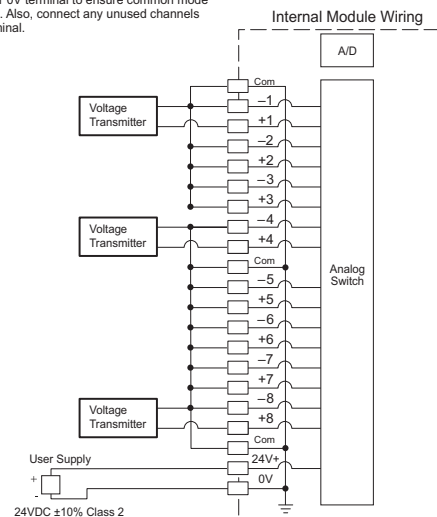 0V terminal to ensure common mode
. Also, connect any unused channels
minal.
Internal Module Wiring
A/D
Com
–1
+1
–2
+2
–3
+3
–4
+4
Com
–5
+5
–6
+6
–7
+7
–8
+8
Com
24V+
0V
Voltage
Transmitter
Voltage
Transmitter
Voltage
Transmitter
Analog
Switch
User Supply
+
-
24VDC ±10% Class 2